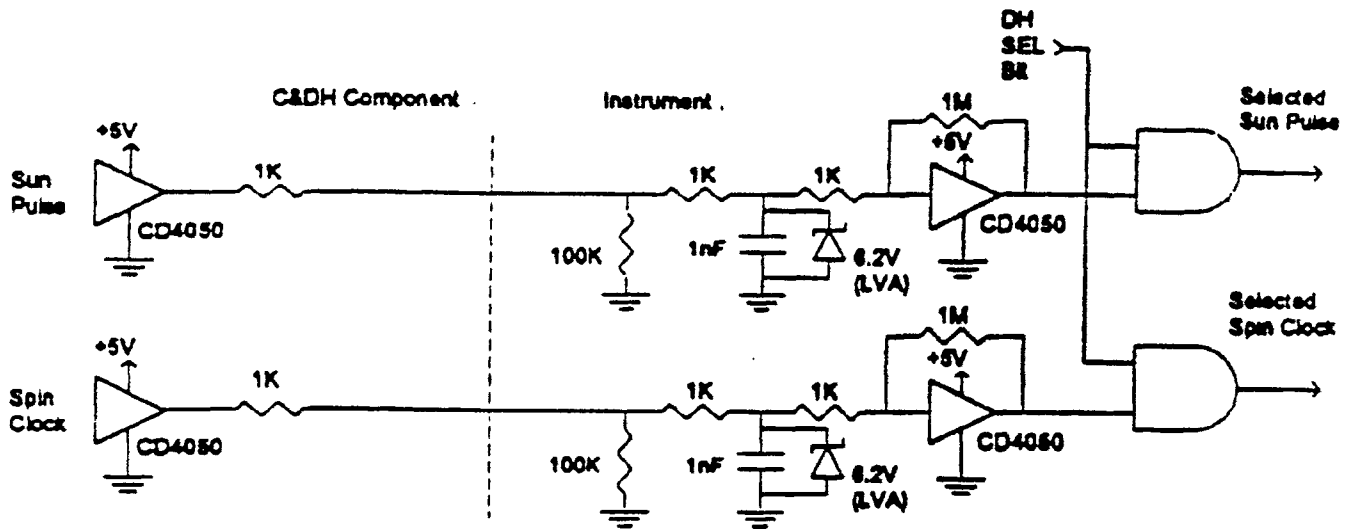 DH
SEL
Bit
C&DH Component
Instrument
1M
Selected
Sun Pulse
+5V
+5V
Sun
Pulse
1K
1K
1K
CD4050
CD4050
100K
1nF
6.2V
(LVA)
Selected
Spin Clock
1M
+5V
+5V
Spin
Clock
1K
1K
1K
CD4050
CD4050
100K
1nF
6.2V
(LVA)